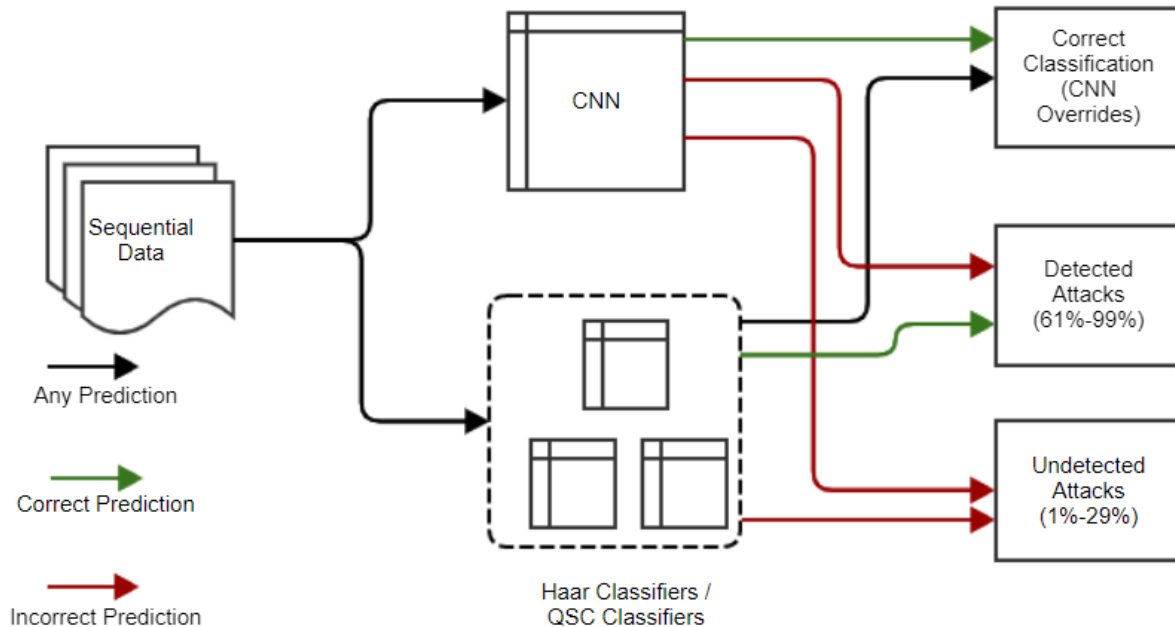 Sequential
Data
Any Prediction
Correct Prediction
Incorrect Prediction
CNN
Haar Classifiers /
QSC Classifiers
Correct
Classification
(CNN
Overrides)
Detected
Attacks
(61%-99%)
Undetected
Attacks
(1%-29%)